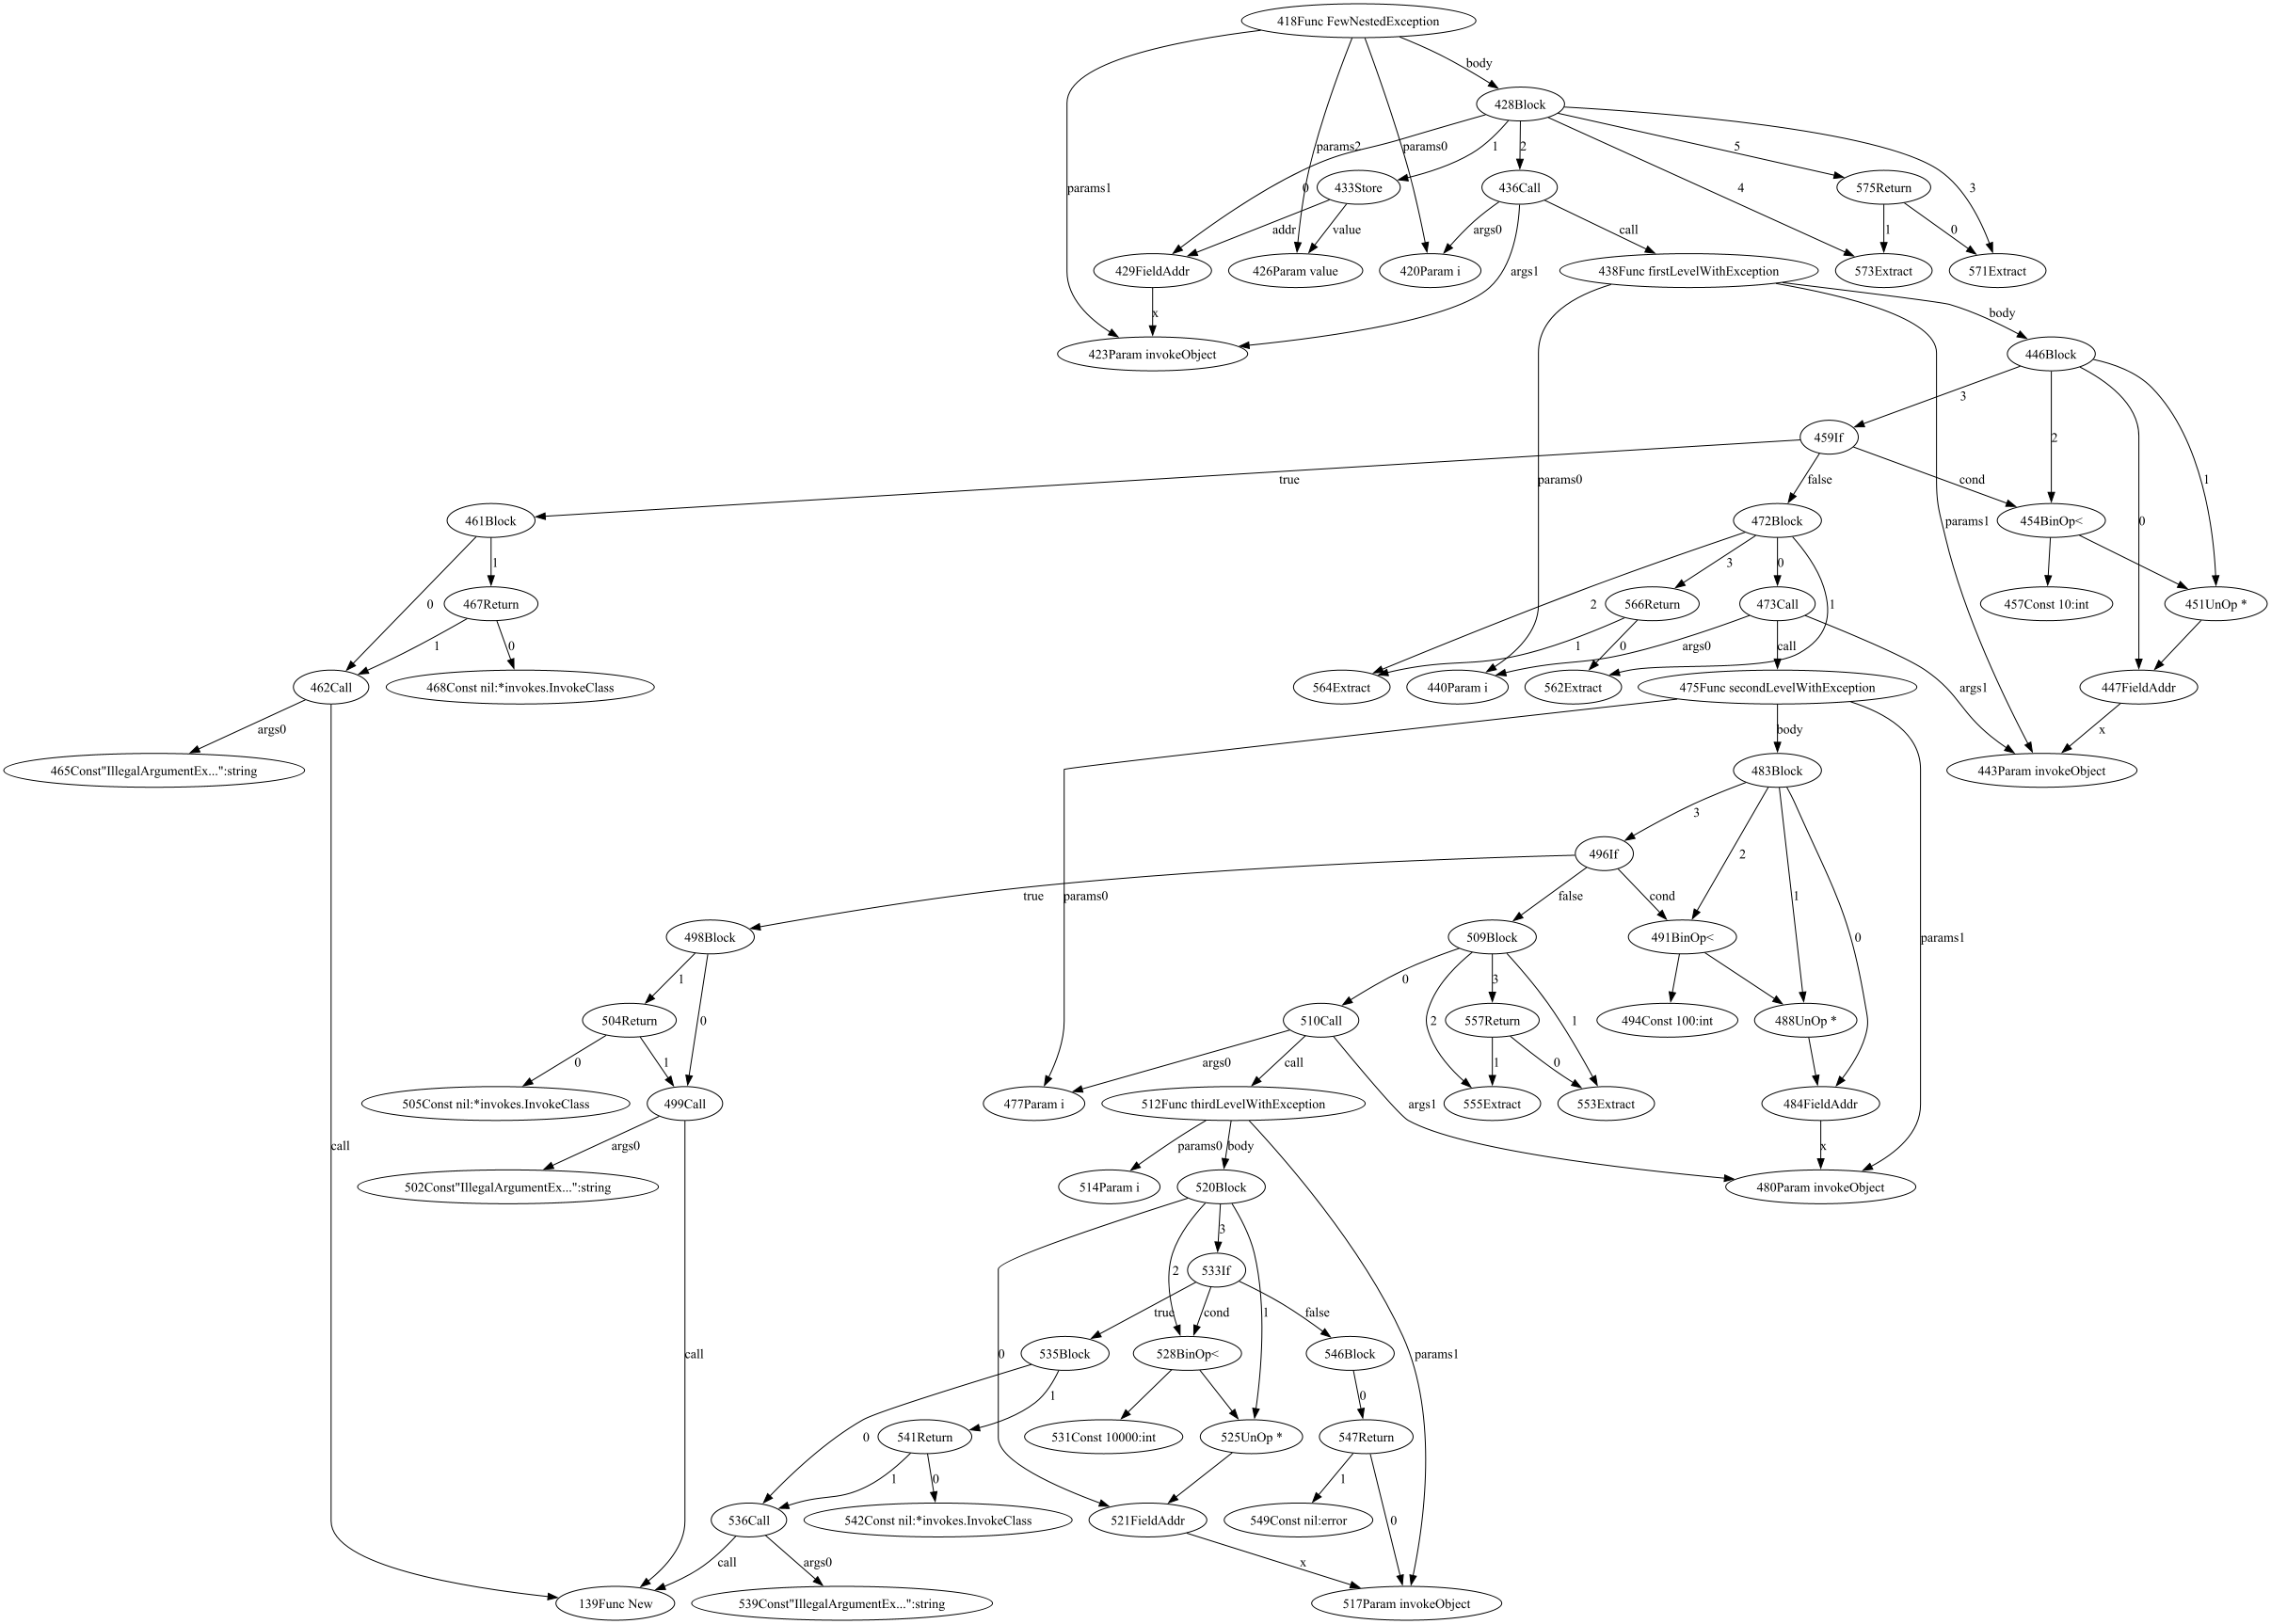 418Func FewNestedException
body
428Block
params2
params0
1
2
5
params1
0
433Store
436Call
4
575Return
3
addr
value
args0
call
1
0
429FieldAddr
426Param value
420Param i
args1
438Func firstLevelWithException
573Extract
571Extract
x
body
423Param invokeObject
446Block
3
459If
2
true
params0
false
cond
1
461Block
472Block
params1
454BinOp<
0
1
3
0
0
467Return
2
566Return
473Call
1
457Const 10:int
451UnOp *
1
0
1
0
args0
call
462Call
468Const nil:*invokes.InvokeClass
564Extract
440Param i
562Extract
475Func secondLevelWithException
args1
447FieldAddr
args0
body
x
465Const"IllegalArgumentEx...":string
483Block
443Param invokeObject
3
496If
2
true
params0
false
cond
1
498Block
509Block
491BinOp<
0
params1
1
0
3
0
504Return
2
510Call
557Return
1
494Const 100:int
488UnOp *
0
1
args0
call
1
0
505Const nil:*invokes.InvokeClass
499Call
477Param i
512Func thirdLevelWithException
args1
555Extract
553Extract
484FieldAddr
call
args0
params0
body
x
502Const"IllegalArgumentEx...":string
514Param i
520Block
480Param invokeObject
3
2
533If
true
cond
1
false
call
0
535Block
528BinOp<
546Block
params1
1
0
0
541Return
531Const 10000:int
525UnOp *
547Return
1
0
1
536Call
542Const nil:*invokes.InvokeClass
521FieldAddr
549Const nil:error
0
call
args0
x
139Func New
539Const"IllegalArgumentEx...":string
517Param invokeObject